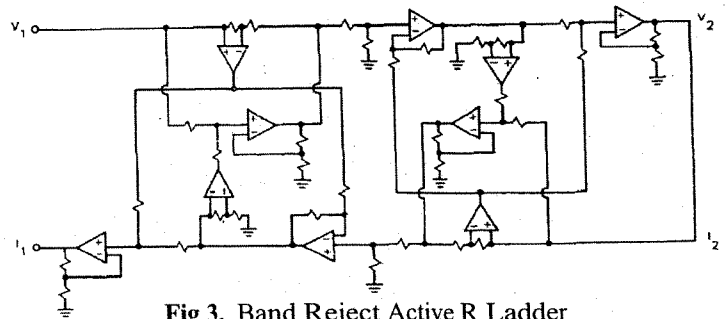 V₁
V₂
I₁
I₂
Fig 3. Band Reject Active R Ladder